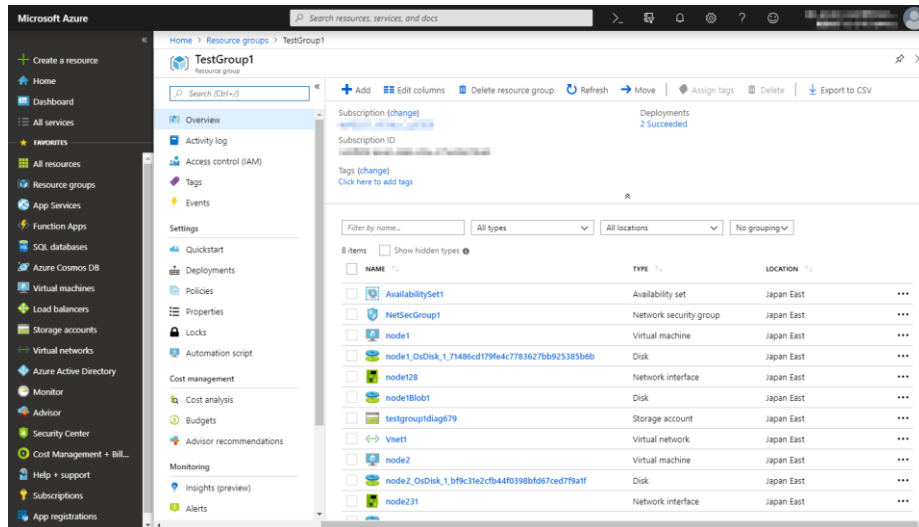 Microsoft Azure
Search resources, services, and docs
Create a resource
Home
Dashboard
All services
FAVORITES
All resources
Resource groups
App Services
Function Apps
SQL databases
Azure Cosmos DB
Virtual machines
Load balancers
Storage accounts
Virtual networks
Azure Active Directory
Monitor
Advisor
Security Center
Cost Management + Bill...
Help + support
Subscriptions
App registrations
Home > Resource groups > TestGroup1
TestGroup1
Resource group
Search (Ctrl+/)
Overview
Activity log
Access control (IAM)
Tags
Events
Settings
Quickstart
Deployments
Policies
Properties
Locks
Automation script
Cost management
Cost analysis
Budgets
Advisor recommendations
Monitoring
Insights (preview)
Alerts
Add Edit columns Delete resource group Refresh Move Assign tags Delete Export to CSV
Subscription (change) Deployments
2 Succeeded
Subscription ID
Tags (change)
Click here to add tags
Filter by name... All types All locations No grouping
8 items Show hidden types
NAME TYPE LOCATION
AvailabilitySet1 Availability set Japan East
NetSecGroup1 Network security group Japan East
node1 Virtual machine Japan East
node1_OsDisk_1_71486cd179fe4c7783627bb925385b6b Disk Japan East
node128 Network interface Japan East
node1Blob1 Disk Japan East
testgroup1diag679 Storage account Japan East
Vnet1 Virtual network Japan East
node2 Virtual machine Japan East
node2_OsDisk_1_bf9c31e2cfb44f0398bfd67ced7f9a1f Disk Japan East
node231 Network interface Japan East